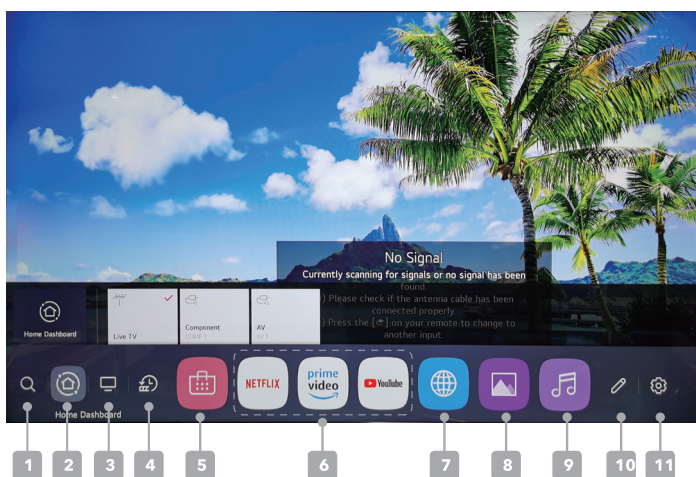 No Signal
Currently scanning for signals or no signal has been
found.
) Please check if the antenna cable has been
connected properly
) Press the [ ] on your remote to change to
another input.
Home Dashboard
Live TV
Component
COMP 1
AV
AV 1
NETFLIX
prime
video
YouTube
Home Dashboard
1
2
3
4
5
6
7
8
9
10
11